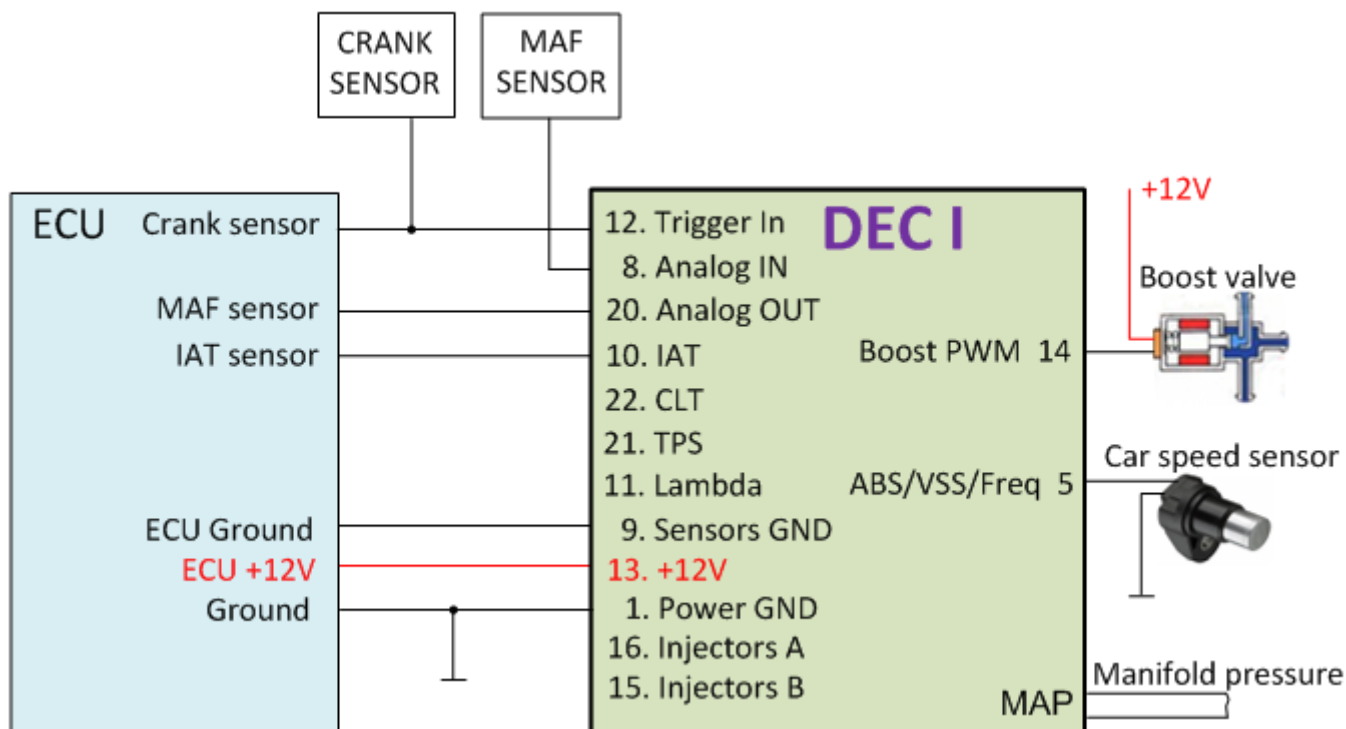 CRANK
SENSOR
MAF
SENSOR
ECU
Crank sensor
MAF sensor
IAT sensor
ECU Ground
ECU +12V
Ground
DEC I
12. Trigger In
8. Analog IN
20. Analog OUT
10. IAT
22. CLT
21. TPS
11. Lambda
9. Sensors GND
13. +12V
1. Power GND
16. Injectors A
15. Injectors B
Boost PWM 14
ABS/VSS/Freq 5
MAP
+12V
Boost valve
Car speed sensor
Manifold pressure